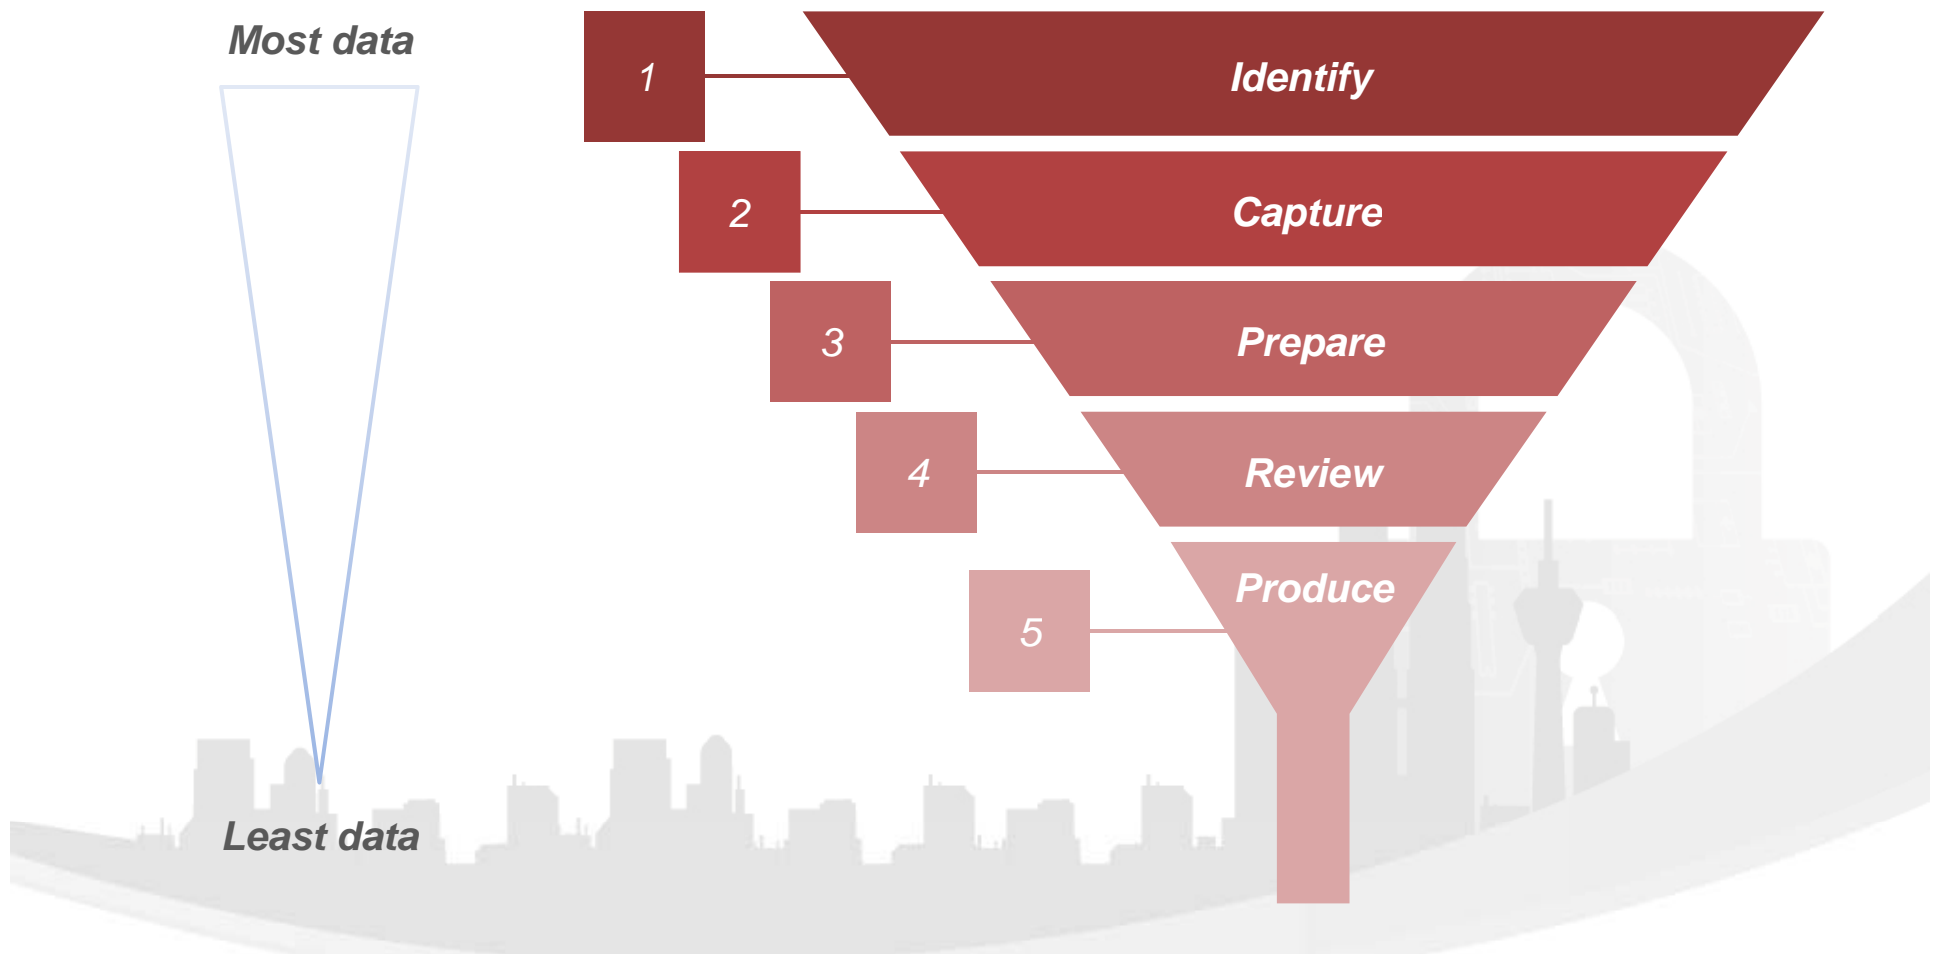 Most data
1
Identify
2
Capture
3
Prepare
4
Review
5
Produce
Least data